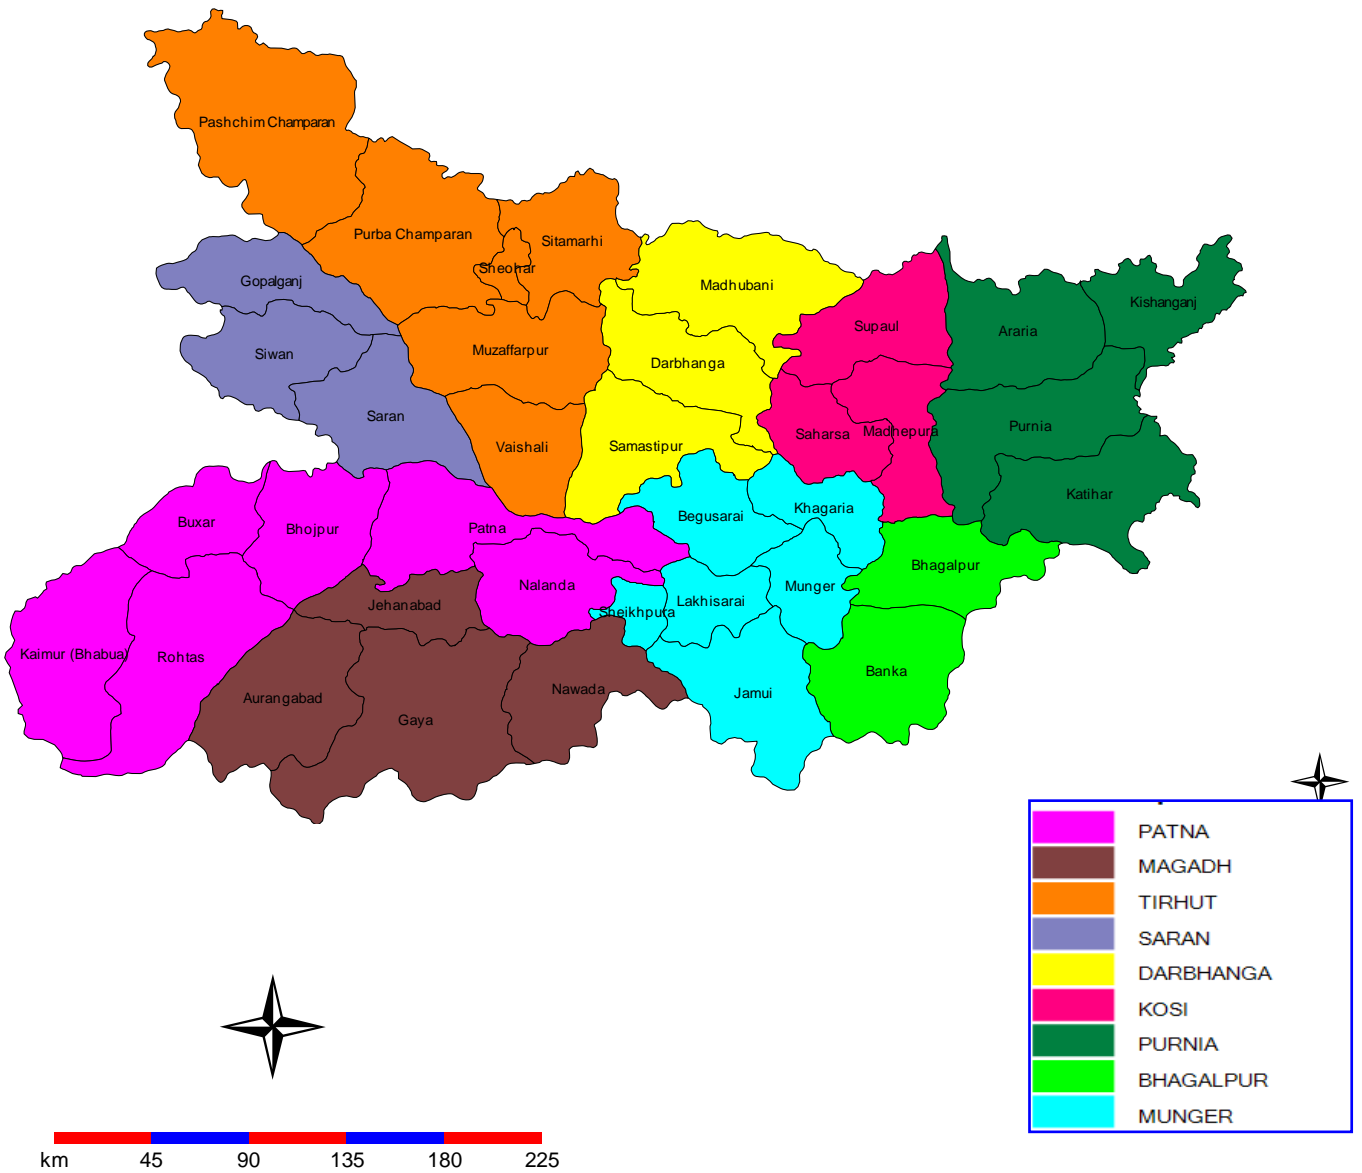 Pashchim Champaran
Purba Champaran
Sitamarhi
Sheohar
Gopalganj
Madhubani
Kishanganj
Supaul
Araria
Siwan
Muzaffarpur
Darbhanga
Saran
Vaishali
Samastipur
Saharsa
Madhepura
Purnia
Katihar
Buxar
Bhojpur
Patna
Begusarai
Khagaria
Bhagalpur
Nalanda
Munger
Jehanabad
Lakhisarai
Sheikhpura
Kaimur (Bhabua)
Rohtas
Banka
Aurangabad
Nawada
Jamui
Gaya
PATNA
MAGADH
TIRHUT
SARAN
DARBHANGA
KOSI
PURNIA
BHAGALPUR
MUNGER
km 45 90 135 180 225